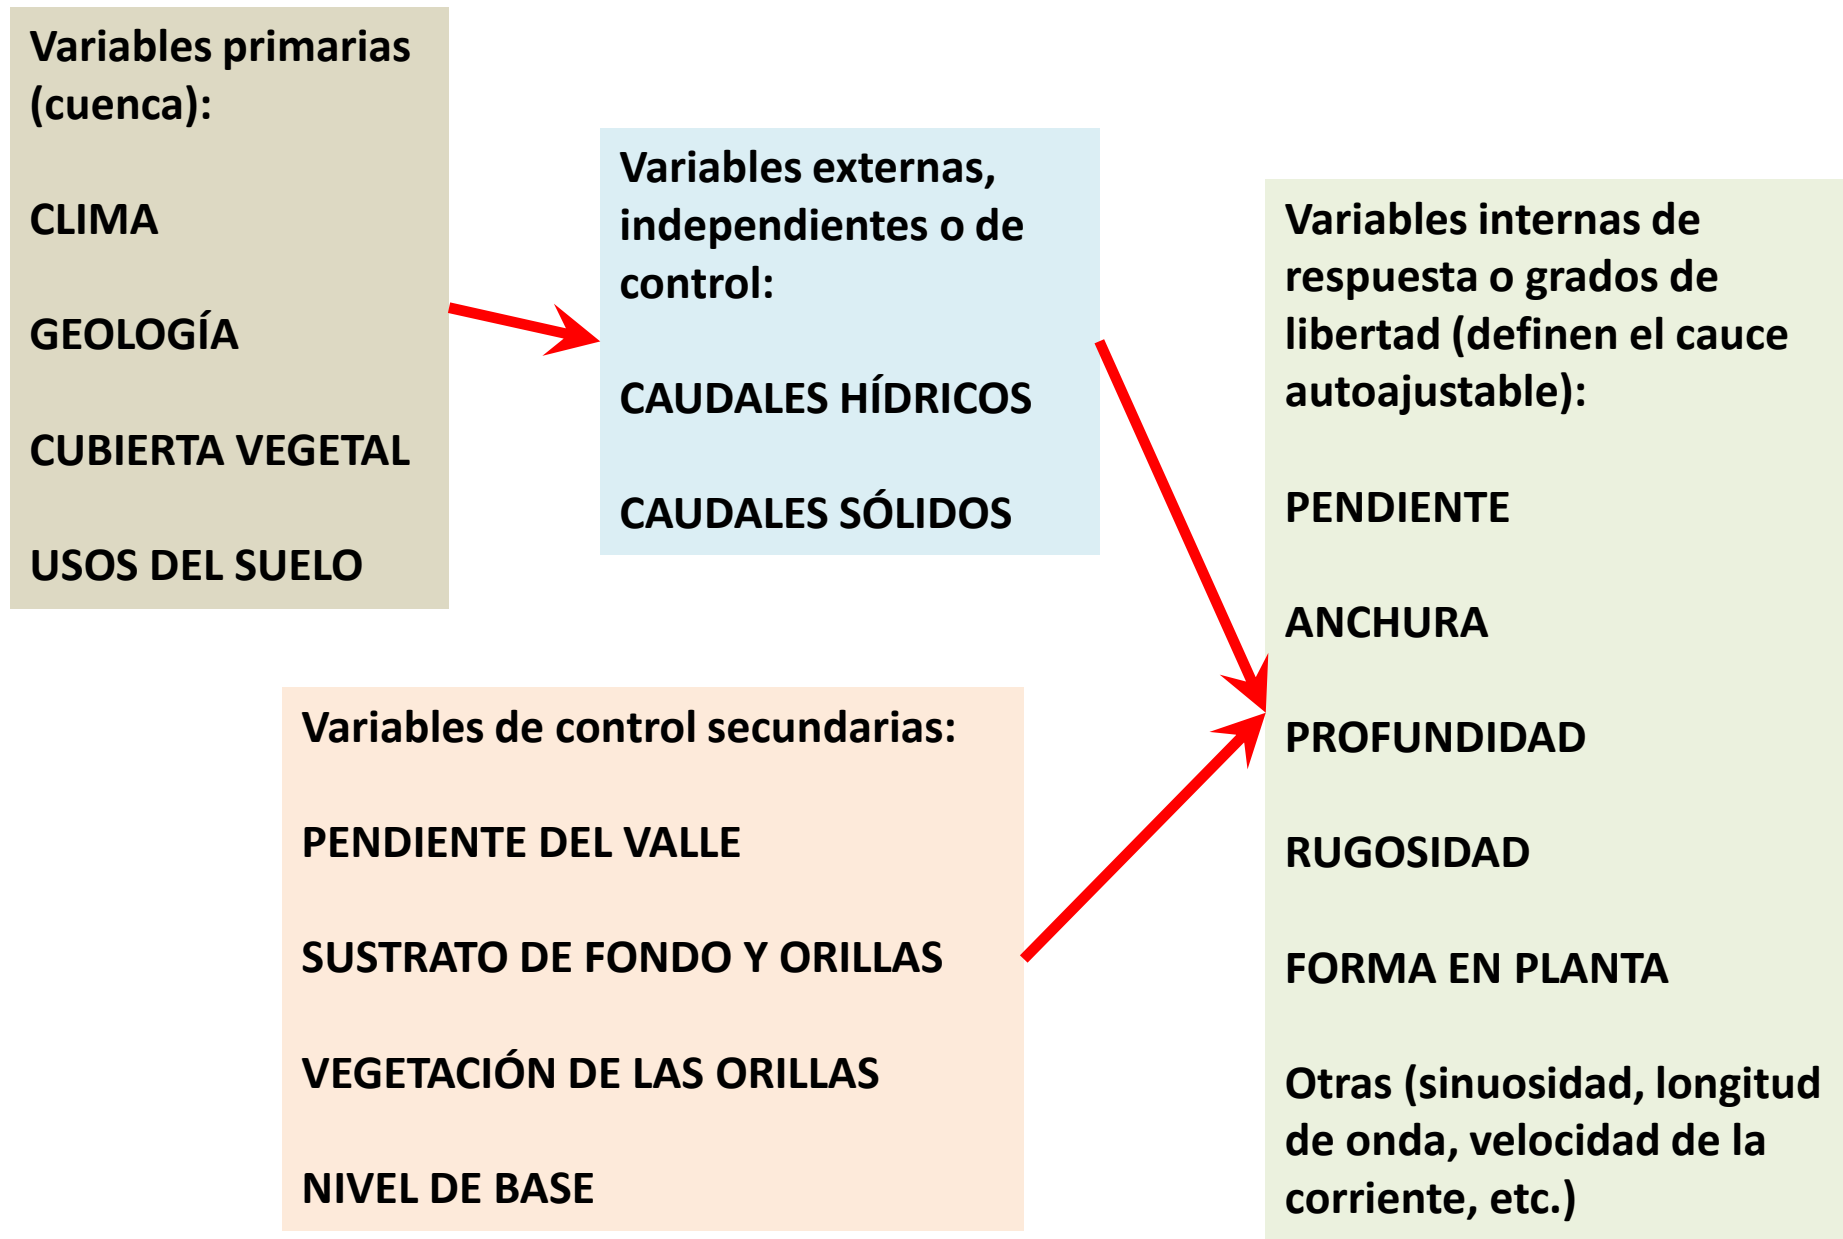 Variables primarias
(cuenca):
CLIMA
GEOLOGÍA
CUBIERTA VEGETAL
USOS DEL SUELO
Variables externas,
independientes o de
control:
CAUDALES HÍDRICOS
CAUDALES SÓLIDOS
Variables de control secundarias:
PENDIENTE DEL VALLE
SUSTRATO DE FONDO Y ORILLAS
VEGETACIÓN DE LAS ORILLAS
NIVEL DE BASE
Variables internas de
respuesta o grados de
libertad (definen el cauce
autoajustable):
PENDIENTE
ANCHURA
PROFUNDIDAD
RUGOSIDAD
FORMA EN PLANTA
Otras (sinuosidad, longitud
de onda, velocidad de la
corriente, etc.)